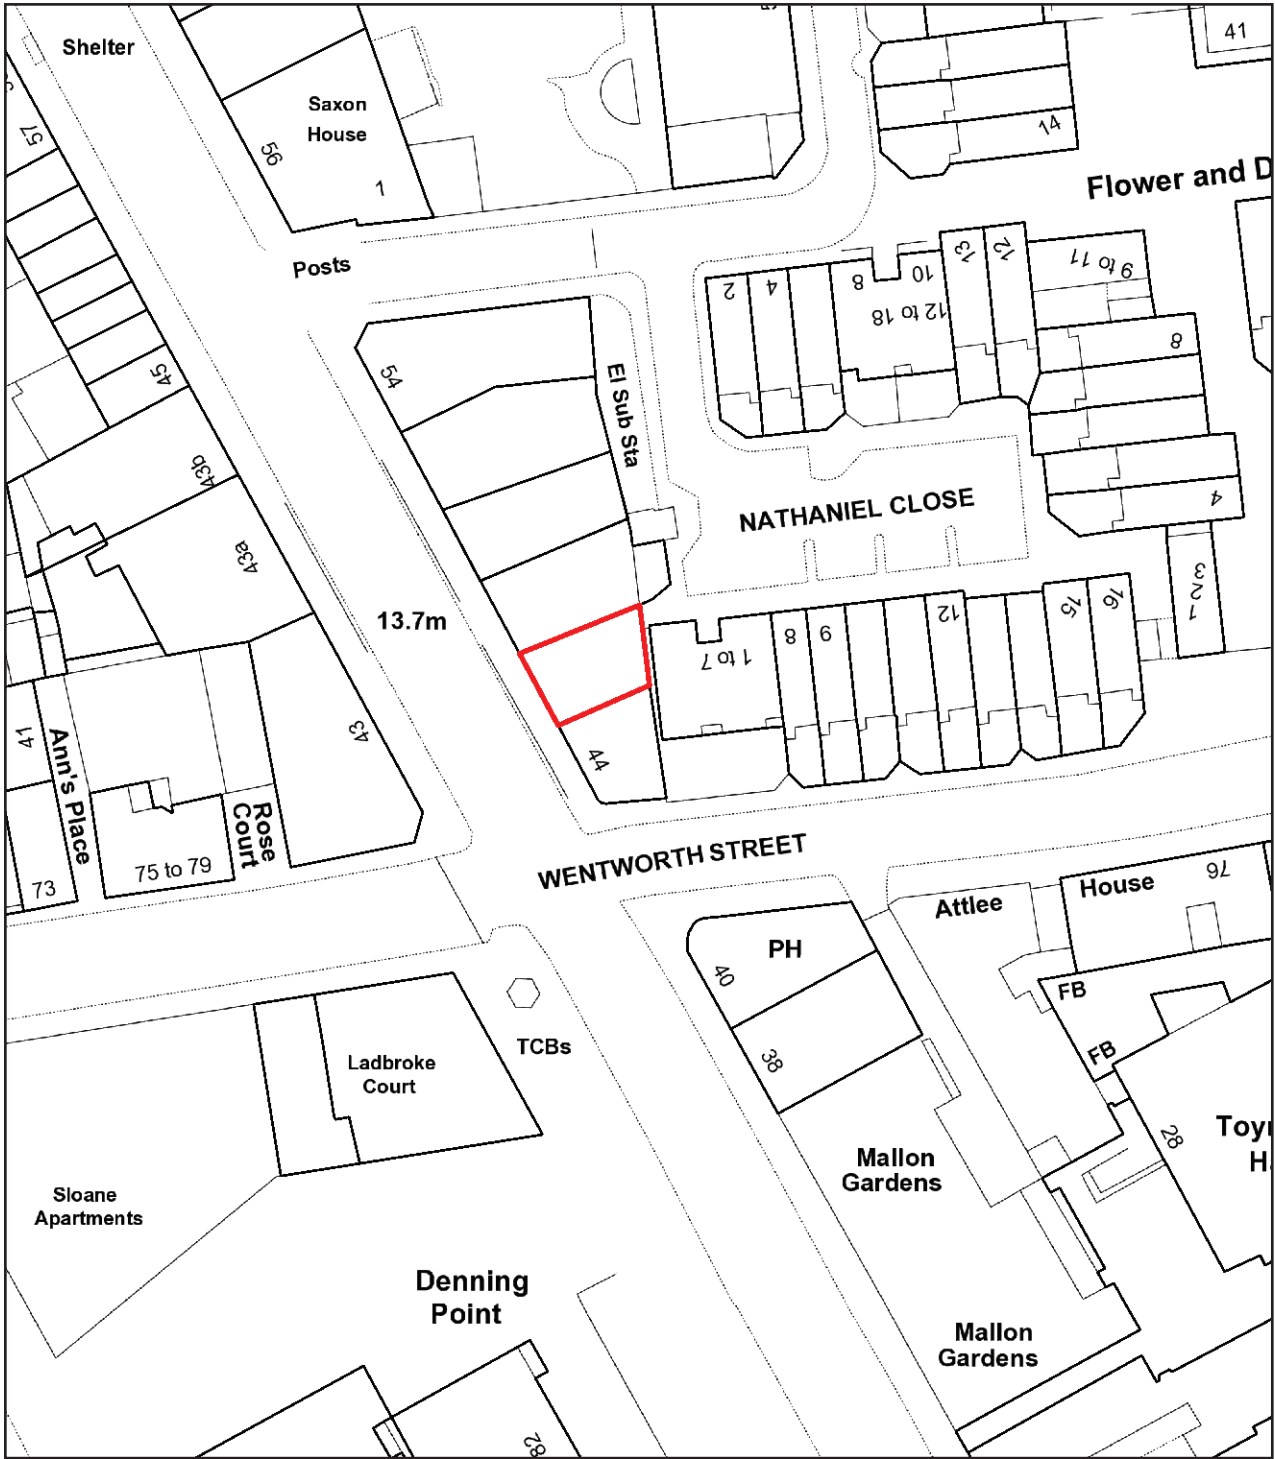 Shelter
41
57
Saxon
House
56
1
14
Flower and D
Posts
2
4
8
10
12 to 18
13
12
9 to 11
8
4
54
El Sub Sta
45
43b
43a
NATHANIEL CLOSE
3
2
1
13.7m
1 to 7
8
9
12
15
16
44
43
41
Ann's Place
Rose
Court
75 to 79
73
WENTWORTH STREET
Attlee
House
76
PH
40
38
FB
FB
TCBs
Ladbroke
Court
28
Toy
H
Mallon
Gardens
Sloane
Apartments
Denning
Point
Mallon
Gardens
82